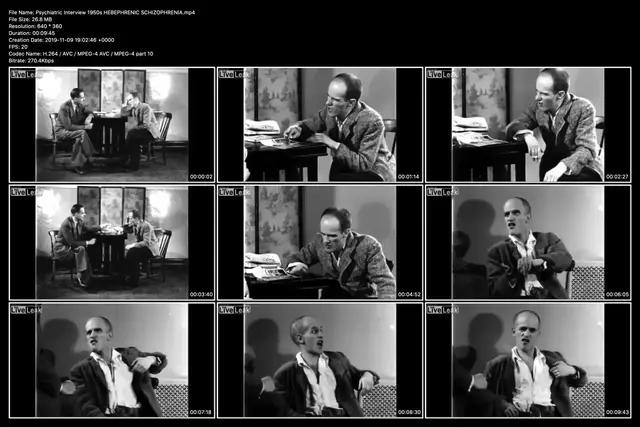 File Name: Psychiatric Interview 1950s HEBEPHRENIC SCHIZOPHRENIA.mp4
File Size: 26.8 MB
Resolution: 640 * 360
Duration: 00:09:45
Creation Date: 2019-11-09 19:02:46 +0000
FPS: 20
Codec Name: H.264 / AVC / MPEG-4 AVC / MPEG-4 part 10
Bitrate: 270.4Kbps
LiveLeak LiveLeak LiveLeak
00:00:02 00:01:14 00:02:27
LiveLeak LiveLeak LiveLeak
00:03:40 00:04:52 00:06:05
LiveLeak LiveLeak LiveLeak
00:07:18 00:08:30 00:09:43